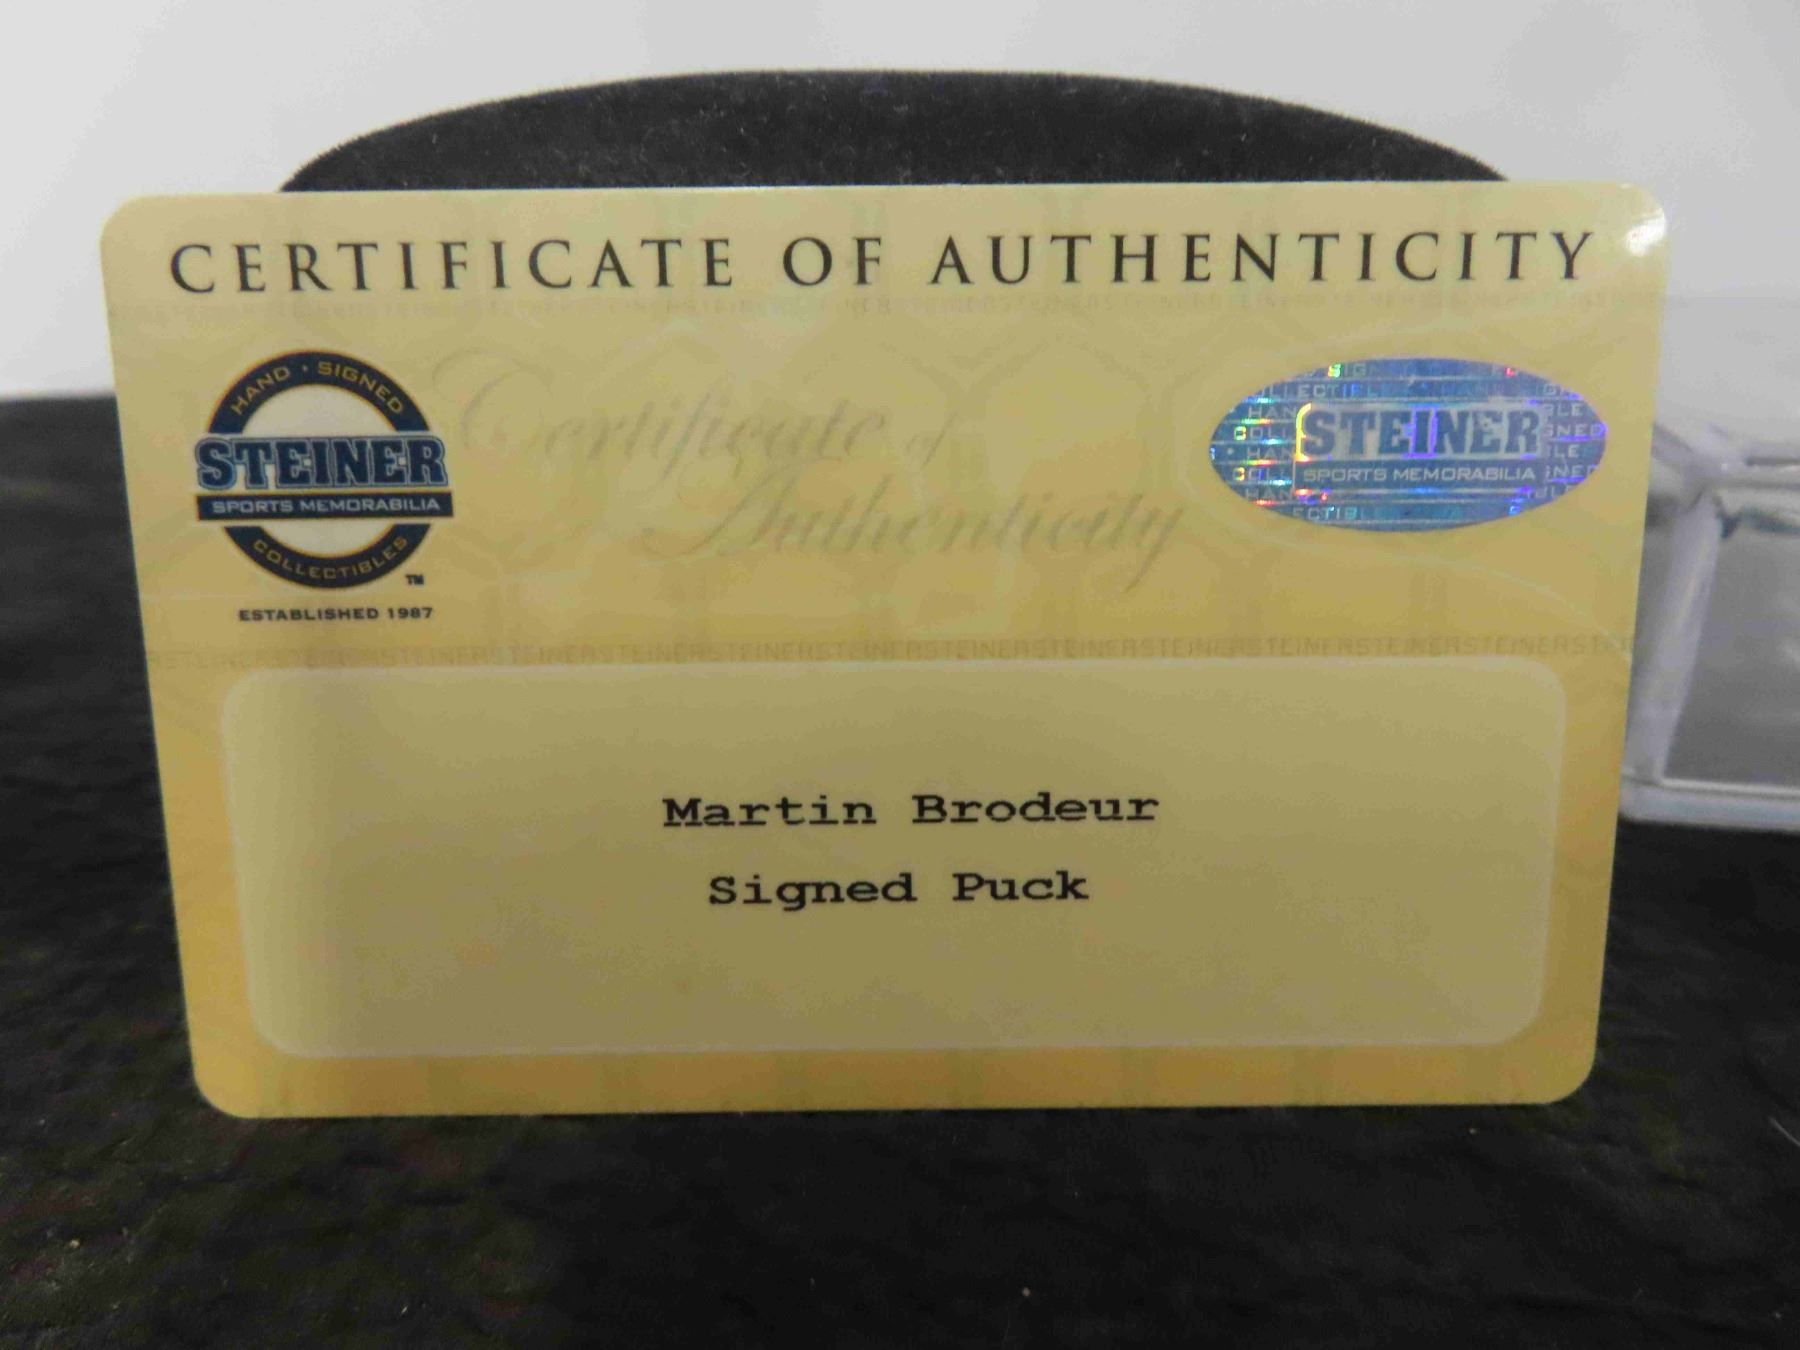 CERTIFICATE OF AUTHENTICITY
HAND · SIGNED
STEINER
SPORTS MEMORABILIA
COLLECTIBLES
TM
ESTABLISHED 1987
Certificate of
Authenticity
STEINER
SPORTS MEMORABILIA
Martin Brodeur
Signed Puck